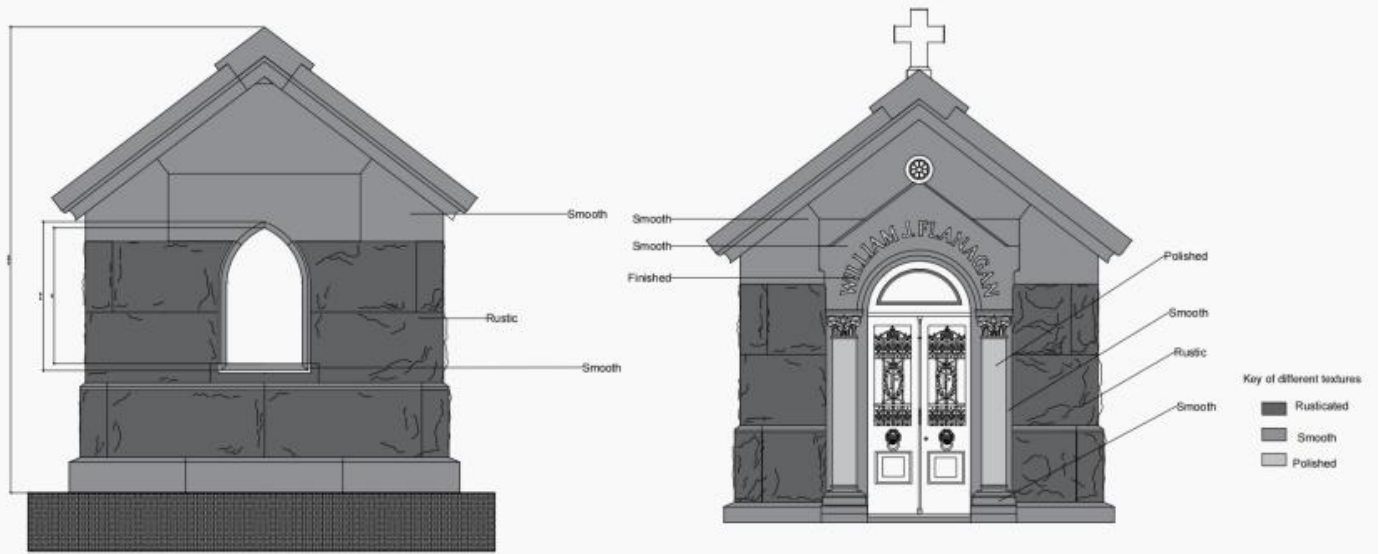 Smooth
Rustic
Smooth
Smooth
Smooth
Finished
WILLIAM J. FLANAGAN
Polished
Smooth
Rustic
Smooth
Key of different textures
Rusticated
Smooth
Polished